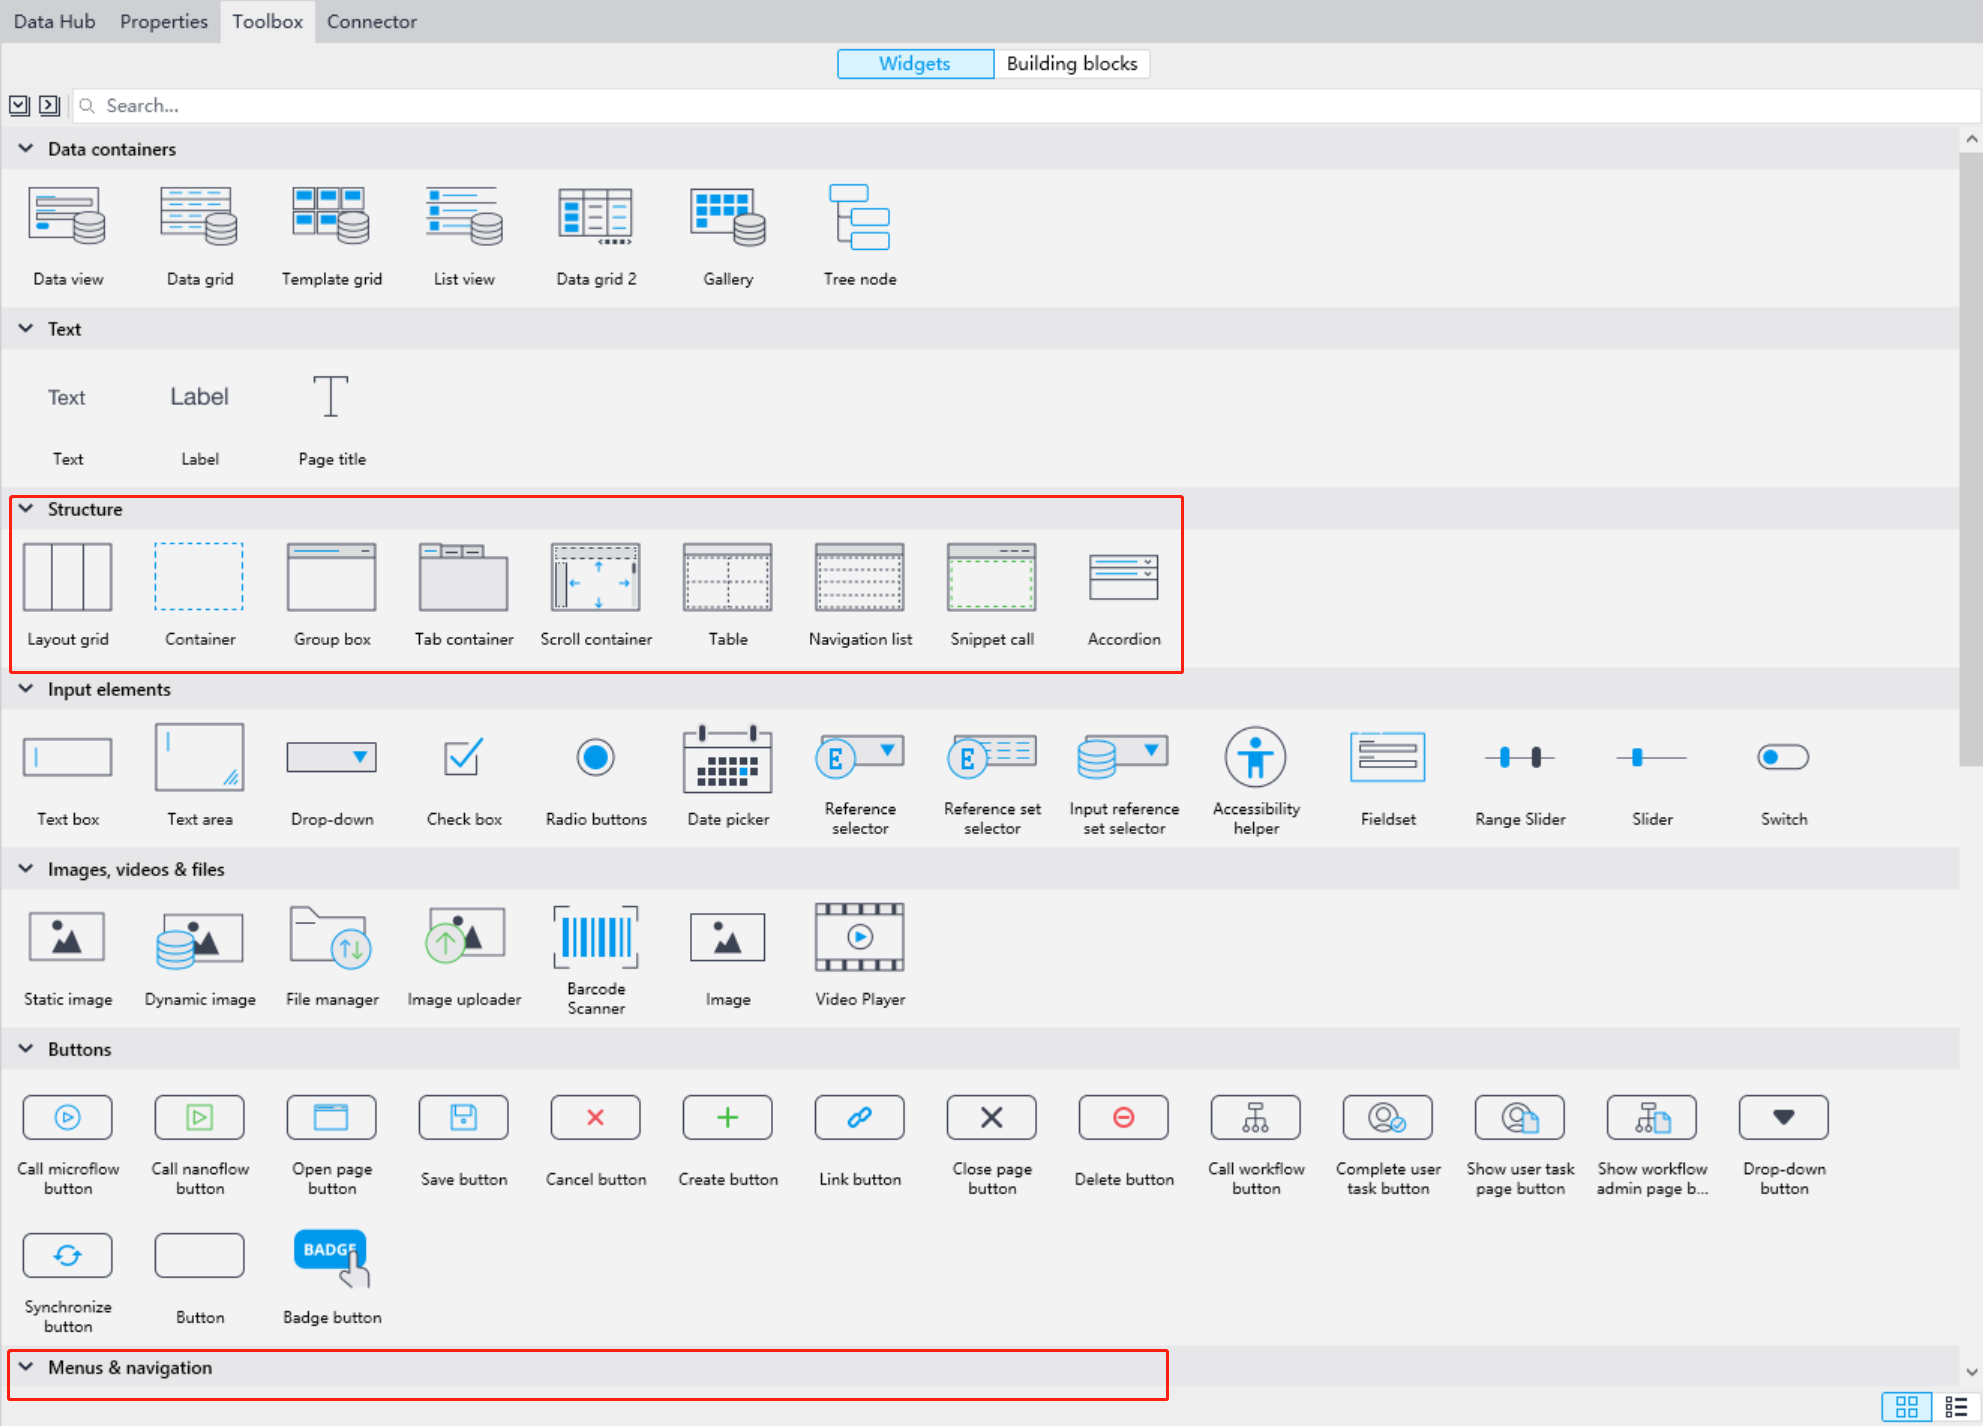 Data Hub Properties Toolbox Connector
Widgets Building blocks
Search...
Data containers
Data view Data grid Template grid List view Data grid 2 Gallery Tree node
Text
Text Label
Text Label Page title
Structure
Layout grid Container Group box Tab container Scroll container Table Navigation list Snippet call Accordion
Input elements
E E
Text box Text area Drop-down Check box Radio buttons Date picker Reference selector Reference set selector Input reference set selector Accessibility helper Fieldset Range Slider Slider Switch
Images, videos & files
Static image Dynamic image File manager Image uploader Barcode Scanner Image Video Player
Buttons
Call microflow button Call nanoflow button Open page button Save button Cancel button Create button Link button Close page button Delete button Call workflow button Complete user task button Show user task page button Show workflow admin page b... Drop-down button
BADGE
Synchronize button Button Badge button
Menus & navigation